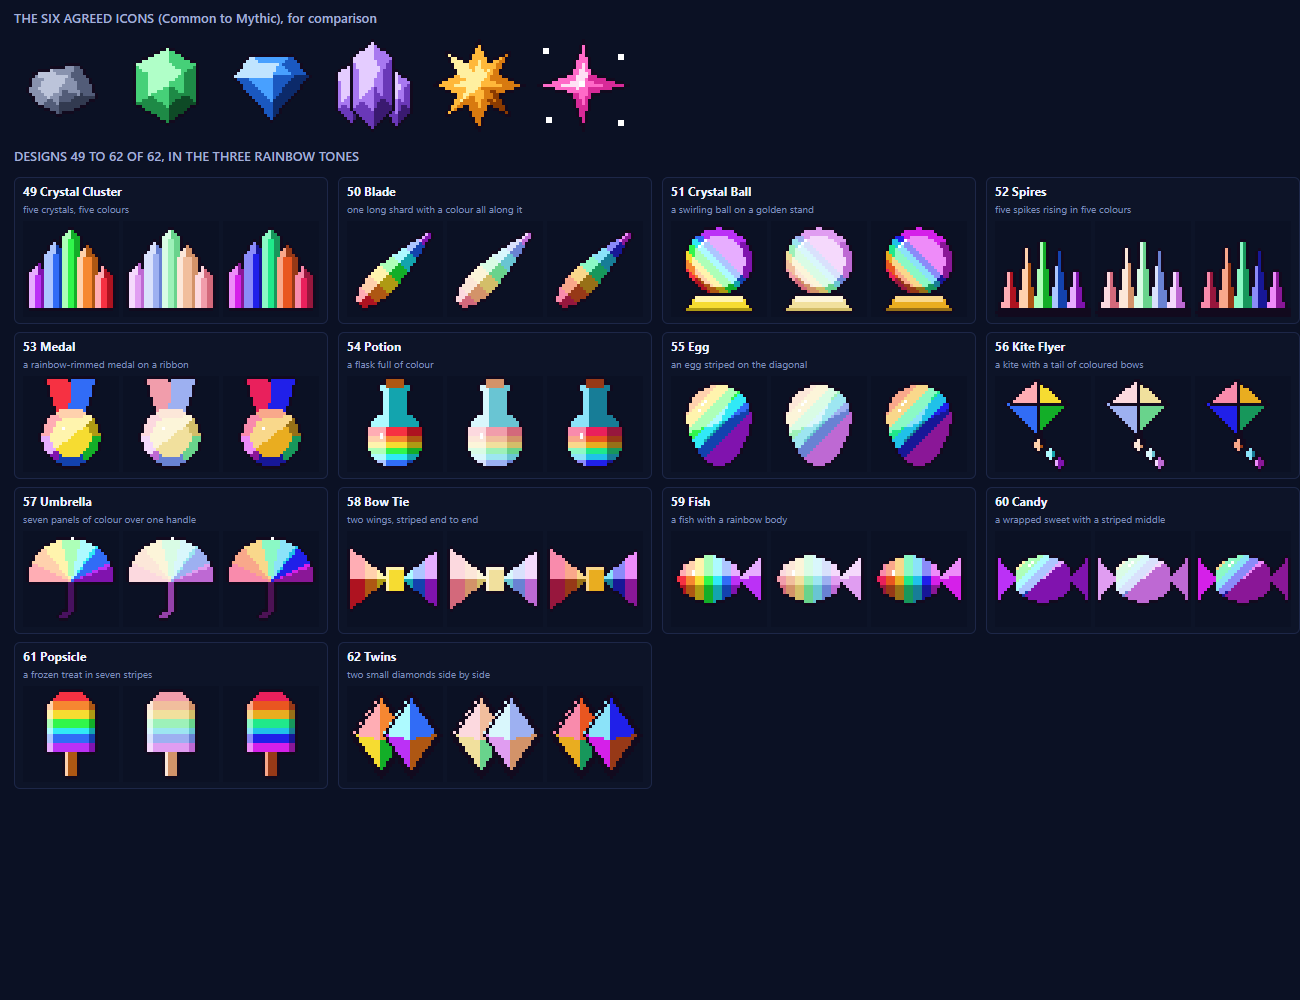 THE SIX AGREED ICONS (Common to Mythic), for comparison
DESIGNS 49 TO 62 OF 62, IN THE THREE RAINBOW TONES
49 Crystal Cluster
five crystals, five colours
50 Blade
one long shard with a colour all along it
51 Crystal Ball
a swirling ball on a golden stand
52 Spires
five spikes rising in five colours
53 Medal
a rainbow-rimmed medal on a ribbon
54 Potion
a flask full of colour
55 Egg
an egg striped on the diagonal
56 Kite Flyer
a kite with a tail of coloured bows
57 Umbrella
seven panels of colour over one handle
58 Bow Tie
two wings, striped end to end
59 Fish
a fish with a rainbow body
60 Candy
a wrapped sweet with a striped middle
61 Popsicle
a frozen treat in seven stripes
62 Twins
two small diamonds side by side